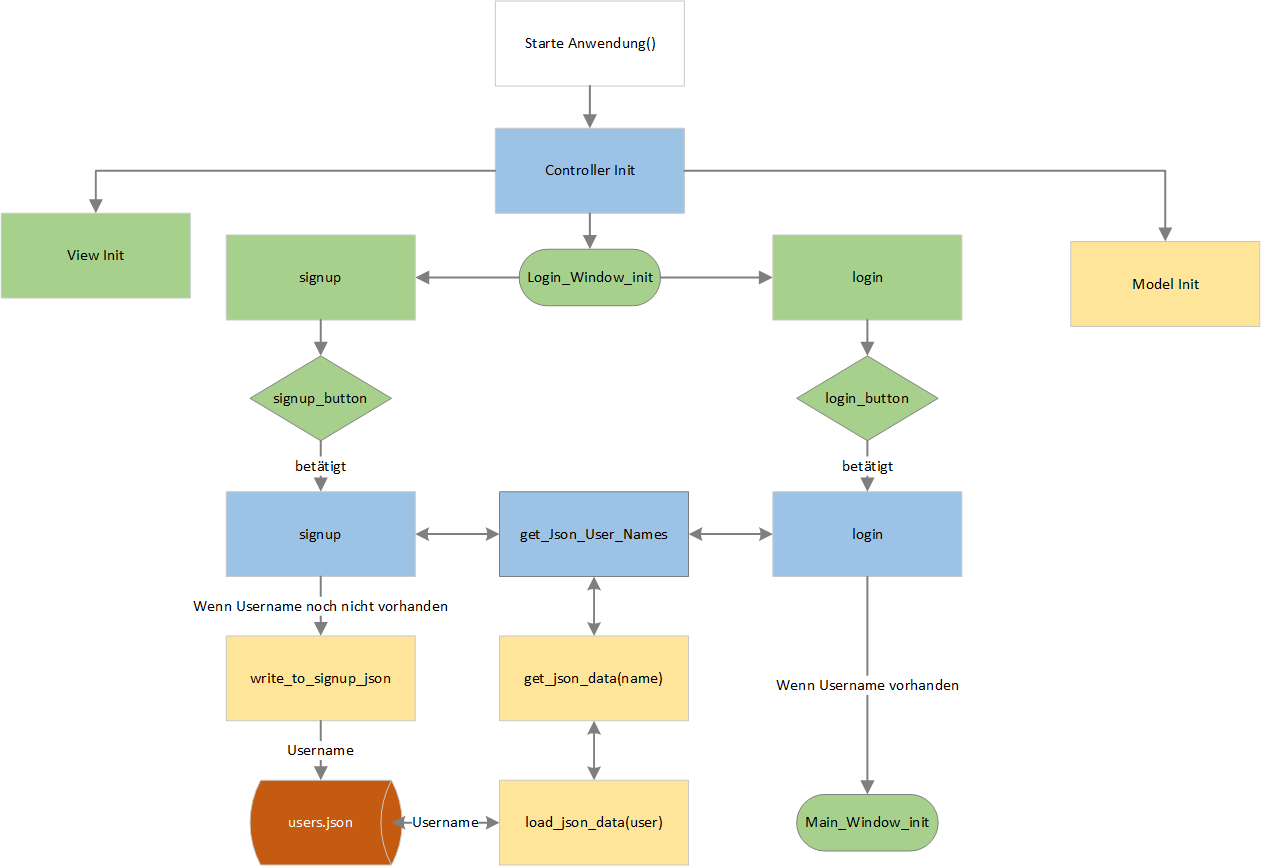 Starte Anwendung()
Controller Init
View Init
signup
Login_Window_init
login
Model Init
signup_button
login_button
betätigt
betätigt
signup
get_Json_User_Names
login
Wenn Username noch nicht vorhanden
write_to_signup_json
get_json_data(name)
Wenn Username vorhanden
Username
users.json
Username
load_json_data(user)
Main_Window_init